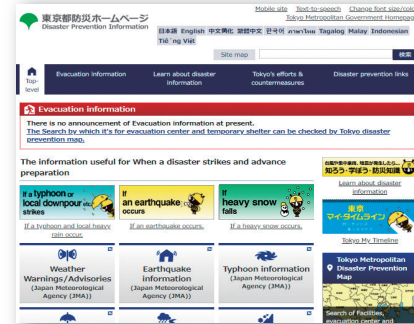 Mobile site Text-to-speech Change font size/color
東京都防災ホームページ
Disaster Prevention Information
Tokyo Metropolitan Government Homepage
日本語 English 中文簡化 繁體中文 한국어 ภาษาไทย Tagalog Malay Indonesian
Tiếng Việt
Site map
検索
Top-level
Evacuation information
Learn about disaster
information
Tokyo's efforts &
countermeasures
Disaster prevention links
Evacuation information
There is no announcement of Evacuation information at present.
The Search by which it's for evacuation center and temporary shelter can be checked by Tokyo disaster
prevention map.
The information useful for When a disaster strikes and advance
preparation
If a typhoon or
local downpour etc.
strikes
If a typhoon and local heavy
rain occur.
If
an earthquake
occurs
If an earthquake occurs.
If
heavy snow
falls
If a heavy snow occurs.
知ろう・学ぼう・防災知識
Learn about disaster
information
東京
マイ・タイムライン
Tokyo My Timeline
Weather
Warnings/Advisories
(Japan Meteorological
Agency (JMA))
Earthquake
information
(Japan Meteorological
Agency (JMA))
Typhoon information
(Japan Meteorological
Agency (JMA))
Tokyo Metropolitan
Disaster Prevention
Map
Search of Facilities,
evacuation center and